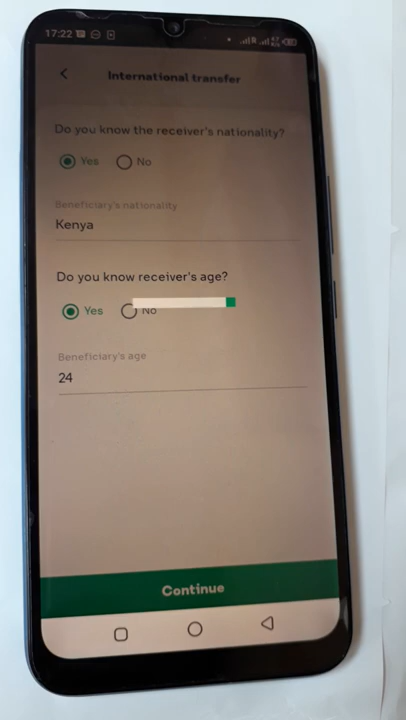 17:22
International transfer
Do you know the receiver's nationality?
Yes No
Beneficiary's nationality
Kenya
Do you know receiver's age?
Yes No
Beneficiary's age
24
Continue